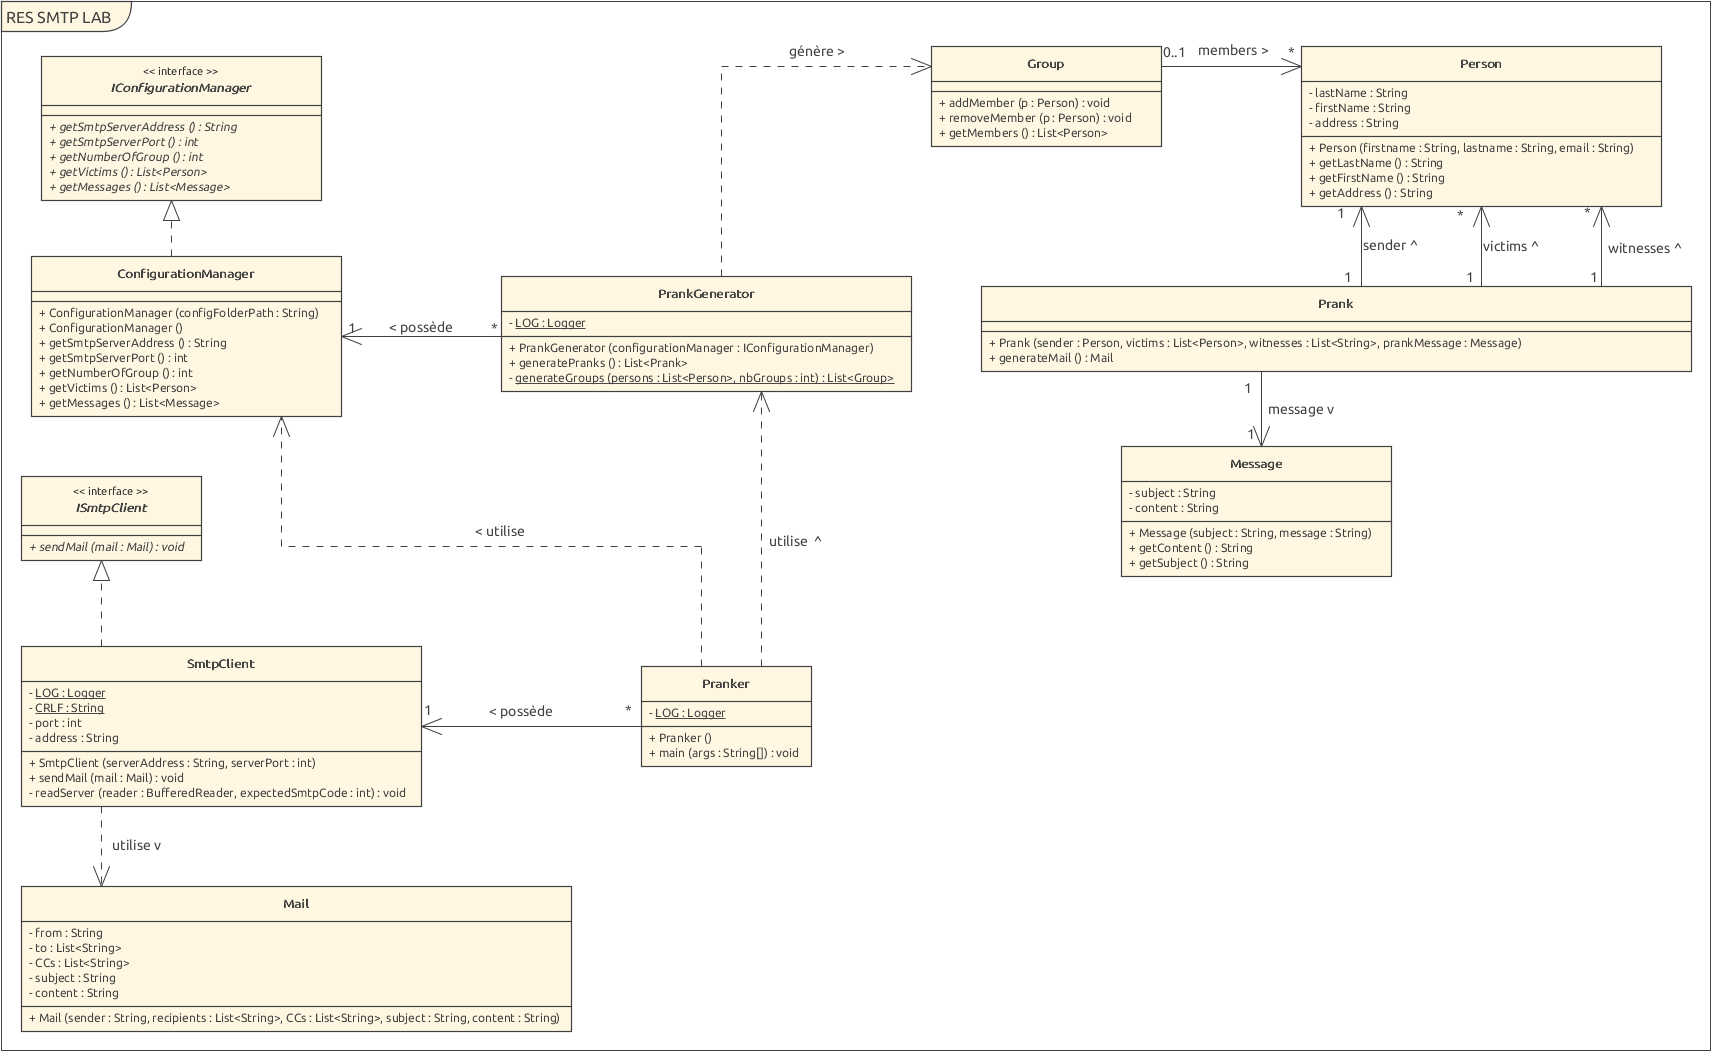 RES SMTP LAB
<< interface >>
IConfigurationManager
+ getSmtpServerAddress () : String
+ getSmtpServerPort () : int
+ getNumberOfGroup () : int
+ getVictims () : List<Person>
+ getMessages () : List<Message>
génère >
Group
+ addMember (p : Person) : void
+ removeMember (p : Person) : void
+ getMembers () : List<Person>
0..1
members >
*
Person
- lastName : String
- firstName : String
- address : String
+ Person (firstname : String, lastname : String, email : String)
+ getLastName () : String
+ getFirstName () : String
+ getAddress () : String
1
*
*
sender ^
victims ^
witnesses ^
1
1
1
ConfigurationManager
+ ConfigurationManager (configFolderPath : String)
+ ConfigurationManager ()
+ getSmtpServerAddress () : String
+ getSmtpServerPort () : int
+ getNumberOfGroup () : int
+ getVictims () : List<Person>
+ getMessages () : List<Message>
1
< possède
*
PrankGenerator
- LOG : Logger
+ PrankGenerator (configurationManager : IConfigurationManager)
+ generatePranks () : List<Prank>
- generateGroups (persons : List<Person>, nbGroups : int) : List<Group>
Prank
+ Prank (sender : Person, victims : List<Person>, witnesses : List<String>, prankMessage : Message)
+ generateMail () : Mail
1
message v
1
Message
- subject : String
- content : String
+ Message (subject : String, message : String)
+ getContent () : String
+ getSubject () : String
<< interface >>
ISmtpClient
+ sendMail (mail : Mail) : void
< utilise
utilise ^
SmtpClient
- LOG : Logger
- CRLF : String
- port : int
- address : String
+ SmtpClient (serverAddress : String, serverPort : int)
+ sendMail (mail : Mail) : void
- readServer (reader : BufferedReader, expectedSmtpCode : int) : void
1
< possède
*
Pranker
- LOG : Logger
+ Pranker ()
+ main (args : String[]) : void
utilise v
Mail
- from : String
- to : List<String>
- CCs : List<String>
- subject : String
- content : String
+ Mail (sender : String, recipients : List<String>, CCs : List<String>, subject : String, content : String)